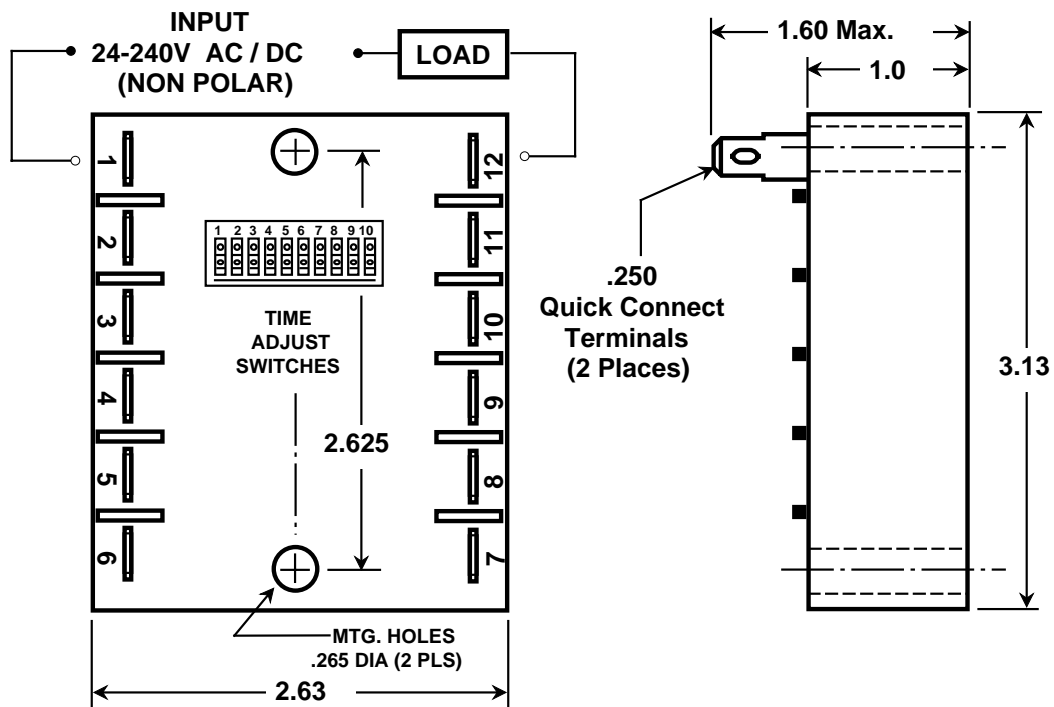 INPUT
24-240V AC / DC
(NON POLAR)
LOAD
1.60 Max.
1.0
1
12
1 2 3 4 5 6 7 8 9 10
2
11
.250
Quick Connect
Terminals
(2 Places)
TIME
ADJUST
SWITCHES
3
10
3.13
4
9
2.625
5
8
6
7
MTG. HOLES
.265 DIA (2 PLS)
2.63